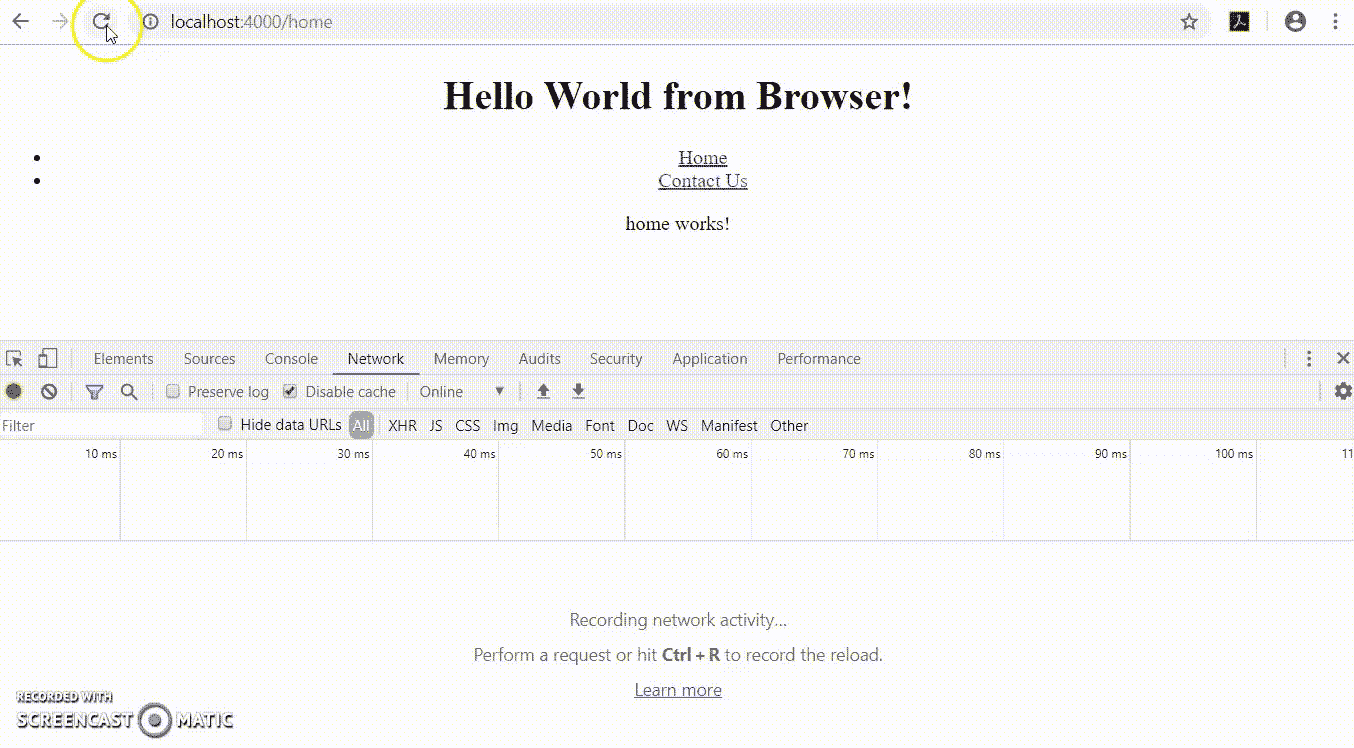 localhost:4000/home
Hello World from Browser!
Home
Contact Us
home works!
Elements Sources Console Network Memory Audits Security Application Performance
Preserve log Disable cache Online
Filter Hide data URLs All XHR JS CSS Img Media Font Doc WS Manifest Other
10 ms 20 ms 30 ms 40 ms 50 ms 60 ms 70 ms 80 ms 90 ms 100 ms 11
Recording network activity...
Perform a request or hit Ctrl + R to record the reload.
Learn more
RECORDED WITH
SCREENCAST MATIC